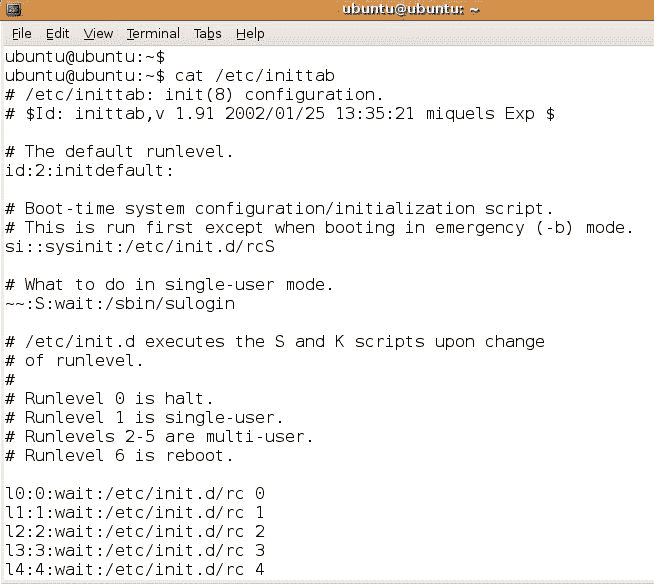 ubuntu@ubuntu: ~
File Edit View Terminal Tabs Help
ubuntu@ubuntu:~$
ubuntu@ubuntu:~$ cat /etc/inittab
# /etc/inittab: init(8) configuration.
# $Id: inittab,v 1.91 2002/01/25 13:35:21 miquels Exp $
# The default runlevel.
id:2:initdefault:
# Boot-time system configuration/initialization script.
# This is run first except when booting in emergency (-b) mode.
si::sysinit:/etc/init.d/rcS
# What to do in single-user mode.
~~:S:wait:/sbin/sulogin
# /etc/init.d executes the S and K scripts upon change
# of runlevel.
#
# Runlevel 0 is halt.
# Runlevel 1 is single-user.
# Runlevels 2-5 are multi-user.
# Runlevel 6 is reboot.
l0:0:wait:/etc/init.d/rc 0
l1:1:wait:/etc/init.d/rc 1
l2:2:wait:/etc/init.d/rc 2
l3:3:wait:/etc/init.d/rc 3
l4:4:wait:/etc/init.d/rc 4